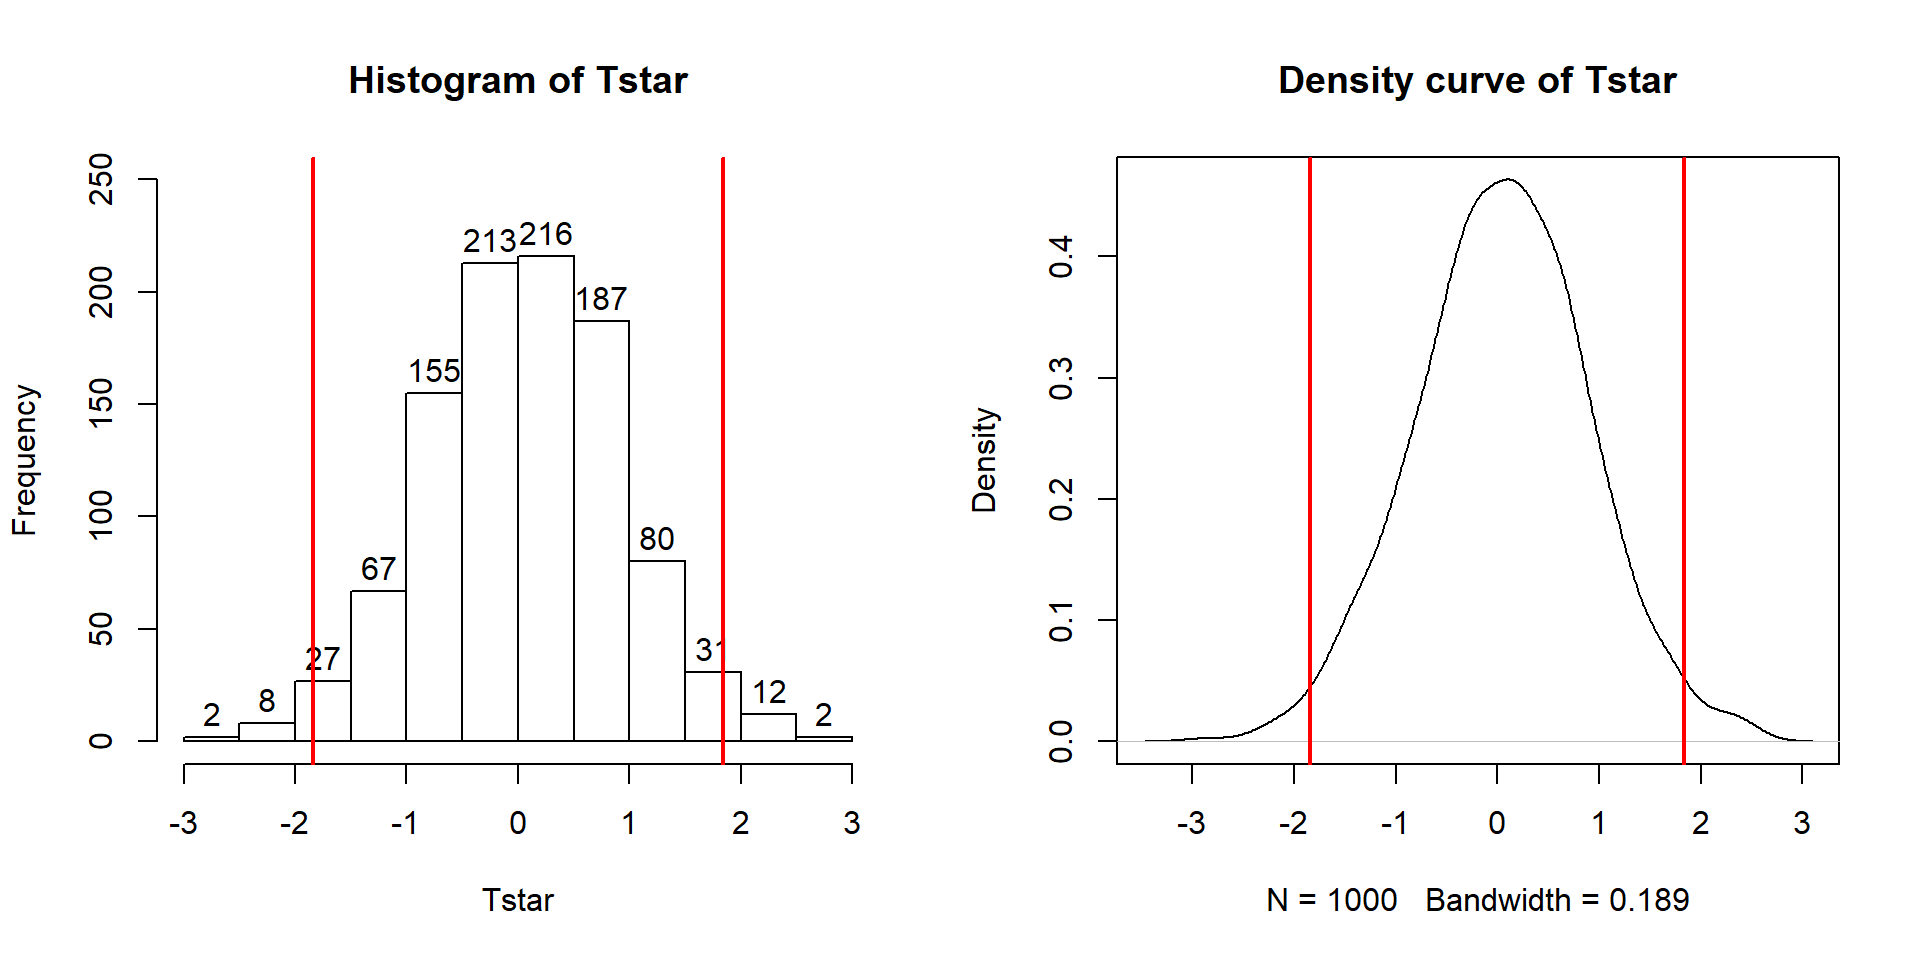 Histogram of Tstar
Frequency
0 50 100 150 200 250
2 8 27 67 155 213 216 187 80 31 12 2
-3 -2 -1 0 1 2 3
Tstar
Density curve of Tstar
Density
0.0 0.1 0.2 0.3 0.4
-3 -2 -1 0 1 2 3
N = 1000 Bandwidth = 0.189